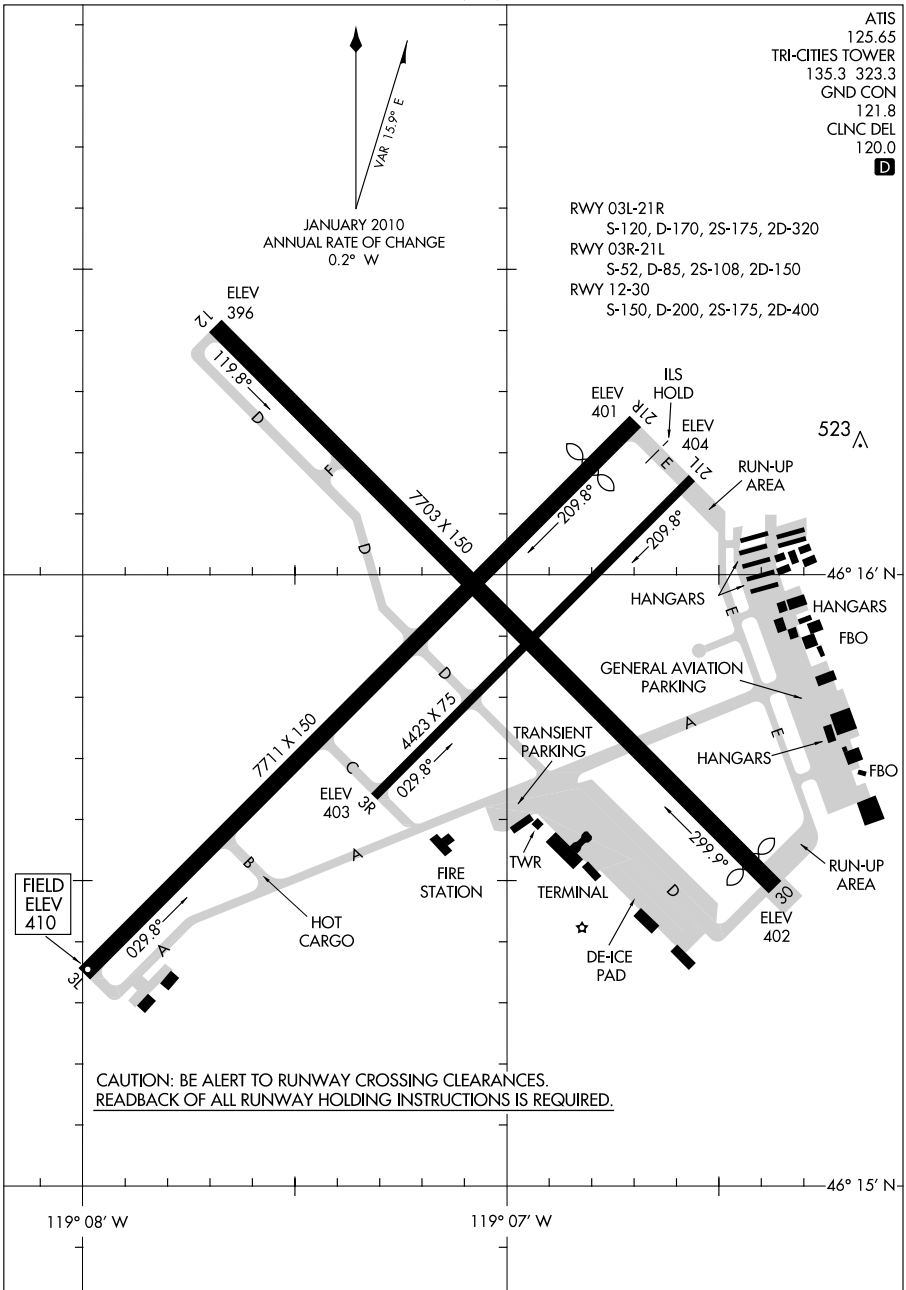 ATIS
125.65
TRI-CITIES TOWER
135.3 323.3
GND CON
121.8
CLNC DEL
120.0
D
VAR 15.9° E
JANUARY 2010
ANNUAL RATE OF CHANGE
0.2° W
RWY 03L-21R
S-120, D-170, 2S-175, 2D-320
RWY 03R-21L
S-52, D-85, 2S-108, 2D-150
RWY 12-30
S-150, D-200, 2S-175, 2D-400
ELEV
396
12
119.8°
D
F
D
7703 X 150
ELEV
401
21R
ILS
HOLD
ELEV
404
21L
E
209.8°
209.8°
523
RUN-UP
AREA
46° 16' N
HANGARS
HANGARS
FBO
E
GENERAL AVIATION
PARKING
D
A
E
7711 X 150
4423 X 75
TRANSIENT
PARKING
HANGARS
FBO
C
ELEV
403
3R
029.8°
299.9°
B
A
FIRE
STATION
TWR
TERMINAL
D
RUN-UP
AREA
30
ELEV
402
FIELD
ELEV
410
029.8°
HOT
CARGO
A
3L
DE-ICE
PAD
CAUTION: BE ALERT TO RUNWAY CROSSING CLEARANCES.
READBACK OF ALL RUNWAY HOLDING INSTRUCTIONS IS REQUIRED.
46° 15' N
119° 08' W
119° 07' W